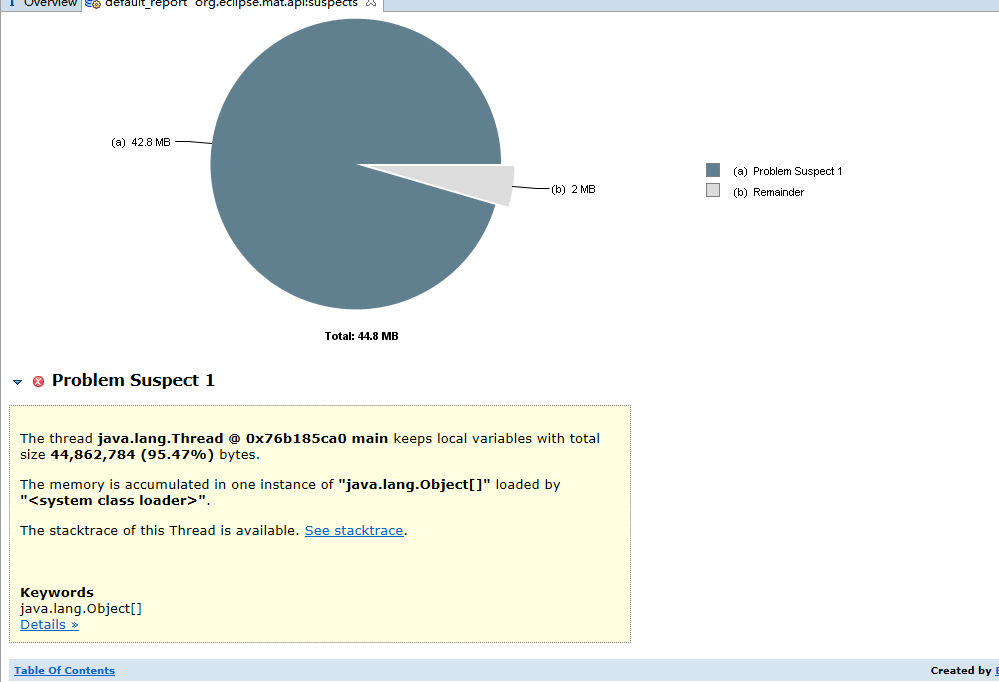 Overview default_report org.eclipse.mat.api:suspects
(a) 42.8 MB
(b) 2 MB
(a) Problem Suspect 1
(b) Remainder
Total: 44.8 MB
Problem Suspect 1
The thread java.lang.Thread @ 0x76b185ca0 main keeps local variables with total
size 44,862,784 (95.47%) bytes.
The memory is accumulated in one instance of "java.lang.Object[]" loaded by
"<system class loader>".
The stacktrace of this Thread is available. See stacktrace.
Keywords
java.lang.Object[]
Details »
Table Of Contents
Created by